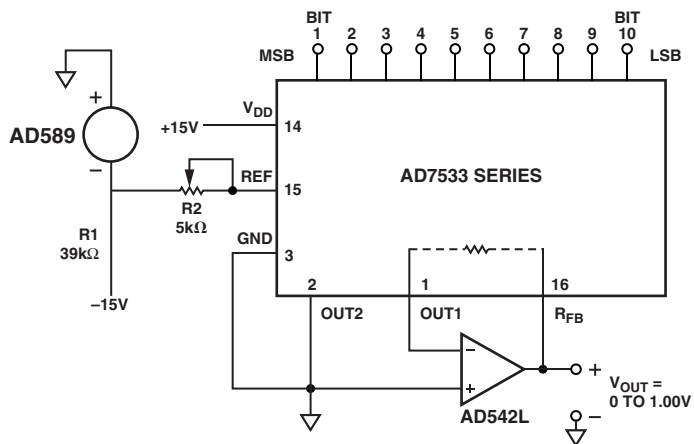 BIT
1 2 3 4 5 6 7 8 9 10
BIT
MSB
LSB
+
AD589
−
V_DD
+15V
14
REF
15
AD7533 SERIES
R2
5kΩ
R1
39kΩ
GND
3
−15V
2
1
16
OUT2
OUT1
R_FB
−
+
AD542L
+
V_OUT =
0 TO 1.00V
−